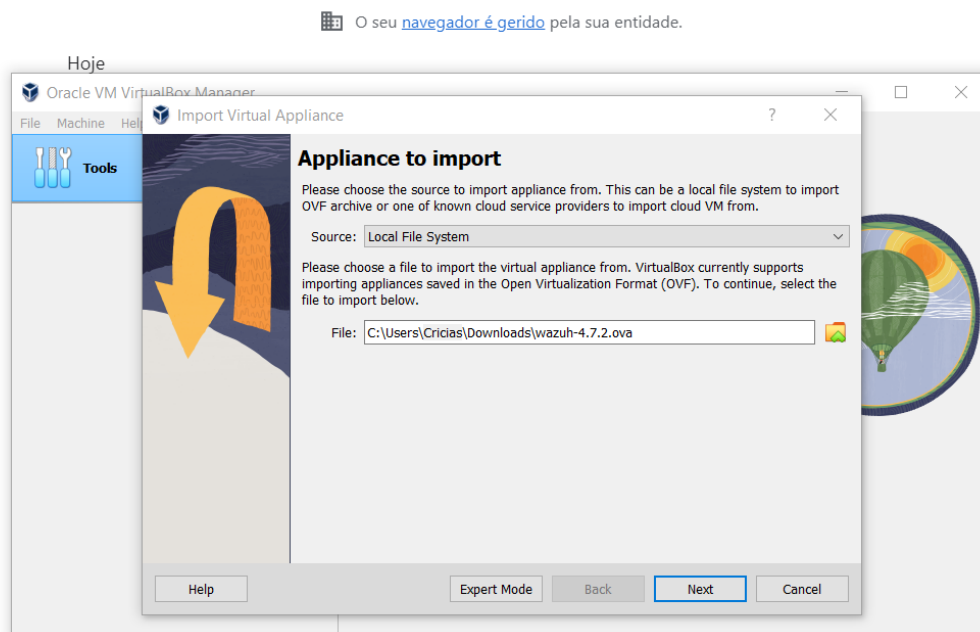 O seu navegador é gerido pela sua entidade.
Hoje
Oracle VM VirtualBox Manager
File Machine Help
Import Virtual Appliance
?
Tools
Appliance to import
Please choose the source to import appliance from. This can be a local file system to import
OVF archive or one of known cloud service providers to import cloud VM from.
Source: Local File System
Please choose a file to import the virtual appliance from. VirtualBox currently supports
importing appliances saved in the Open Virtualization Format (OVF). To continue, select the
file to import below.
File: C:\Users\Cricias\Downloads\wazuh-4.7.2.ova
Help Expert Mode Back Next Cancel